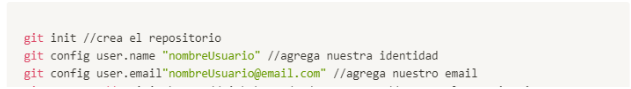 git init //crea el repositorio
git config user.name "nombreUsuario" //agrega nuestra identidad
git config user.email"nombreUsuario@email.com" //agrega nuestro email